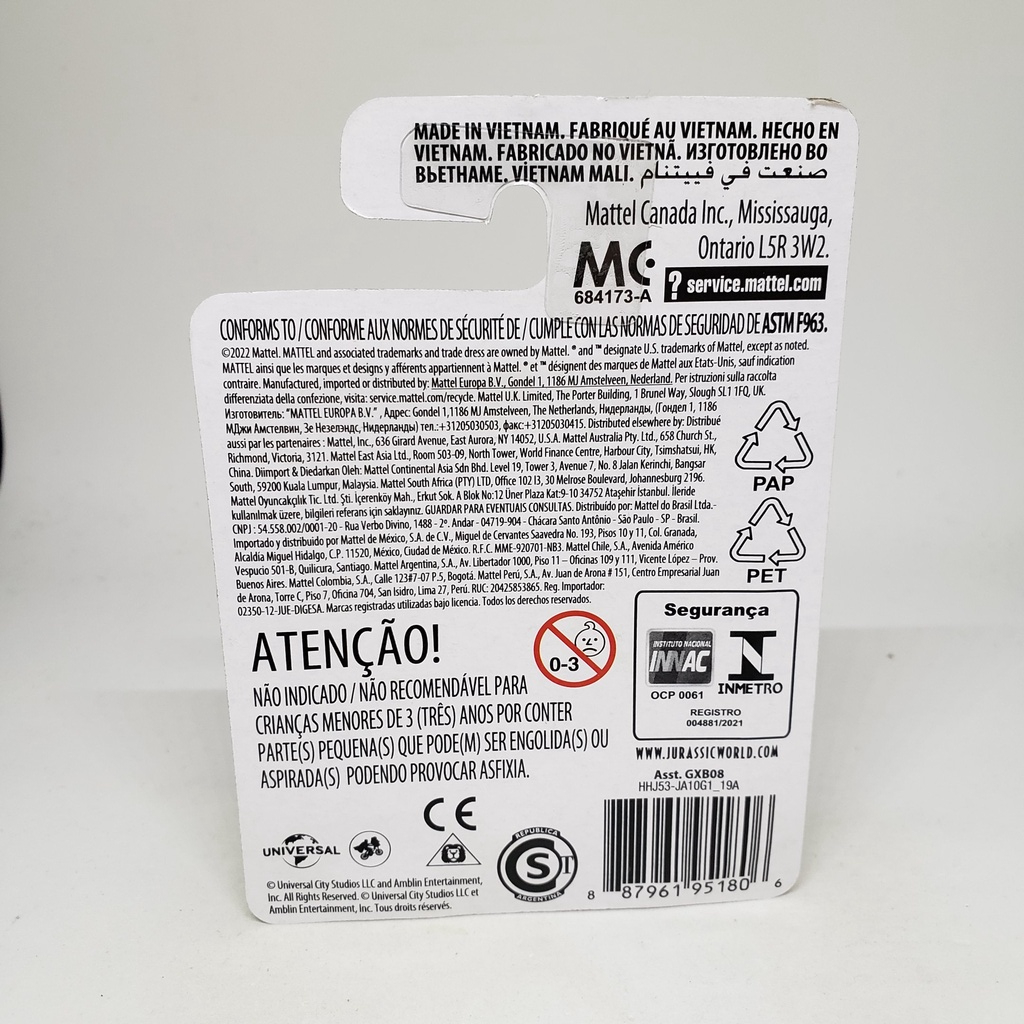 MADE IN VIETNAM. FABRIQUÉ AU VIETNAM. HECHO EN
VIETNAM. FABRICADO NO VIETNÃ. ИЗГОТОВЛЕНО ВО
ВЬЕТНАМЕ. VIETNAM MALI. صنعت في فييتنام
Mattel Canada Inc., Mississauga,
Ontario L5R 3W2.
MC
684173-A
? service.mattel.com
CONFORMS TO / CONFORME AUX NORMES DE SÉCURITÉ DE / CUMPLE CON LAS NORMAS DE SEGURIDAD DE ASTM F963.
©2022 Mattel. MATTEL and associated trademarks and trade dress are owned by Mattel. ® and ™ designate U.S. trademarks of Mattel, except as noted.
MATTEL ainsi que les marques et designs y afférents appartiennent à Mattel. ® et ™ désignent des marques de Mattel aux Etats-Unis, sauf indication
contraire. Manufactured, imported or distributed by: Mattel Europa B.V., Gondel 1, 1186 MJ Amstelveen, Nederland. Per istruzioni sulla raccolta
differenziata della confezione, visita: service.mattel.com/recycle. Mattel U.K. Limited, The Porter Building, 1 Brunel Way, Slough SL1 1FQ, UK.
Изготовитель: "MATTEL EUROPA B.V." , Адрес: Gondel 1,1186 MJ Amstelveen, The Netherlands, Нидерланды, (Гондел 1, 1186
МДжи Амстелвин, Зе Незелэндс, Нидерланды) тел.:+31205030503, факс:+31205030415. Distributed elsewhere by: Distribué
aussi par les partenaires : Mattel, Inc., 636 Girard Avenue, East Aurora, NY 14052, U.S.A. Mattel Australia Pty. Ltd., 658 Church St.,
Richmond, Victoria, 3121. Mattel East Asia Ltd., Room 503-09, North Tower, World Finance Centre, Harbour City, Tsimshatsui, HK,
China. Diimport & Diedarkan Oleh: Mattel Continental Asia Sdn Bhd. Level 19, Tower 3, Avenue 7, No. 8 Jalan Kerinchi, Bangsar
South, 59200 Kuala Lumpur, Malaysia. Mattel South Africa (PTY) LTD, Office 102 I3, 30 Melrose Boulevard, Johannesburg 2196.
Mattel Oyuncakçılık Tic. Ltd. Şti. İçerenköy Mah., Erkut Sok. A Blok No:12 Üner Plaza Kat:9-10 34752 Ataşehir İstanbul. İleride
kullanılmak üzere, bilgileri referans için saklayınız. GUARDAR PARA EVENTUAIS CONSULTAS. Distribuído por: Mattel do Brasil Ltda.-
CNPJ : 54.558.002/0001-20 - Rua Verbo Divino, 1488 - 2º. Andar - 04719-904 - Chácara Santo Antônio - São Paulo - SP - Brasil.
Importado y distribuido por Mattel de México, S.A. de C.V., Miguel de Cervantes Saavedra No. 193, Pisos 10 y 11, Col. Granada,
Alcaldía Miguel Hidalgo, C.P. 11520, México, Ciudad de México. R.F.C. MME-920701-NB3. Mattel Chile, S.A., Avenida Américo
Vespucio 501-B, Quilicura, Santiago. Mattel Argentina, S.A., Av. Libertador 1000, Piso 11 – Oficinas 109 y 111, Vicente López – Prov.
Buenos Aires. Mattel Colombia, S.A., Calle 123#7-07 P.5, Bogotá. Mattel Perú, S.A., Av. Juan de Arona # 151, Centro Empresarial Juan
de Arona, Torre C, Piso 7, Oficina 704, San Isidro, Lima 27, Perú. RUC: 20425853865. Reg. Importador:
02350-12-JUE-DIGESA. Marcas registradas utilizadas bajo licencia. Todos los derechos reservados.
PAP
PET
ATENÇÃO!
0-3
NÃO INDICADO / NÃO RECOMENDÁVEL PARA
CRIANÇAS MENORES DE 3 (TRÊS) ANOS POR CONTER
PARTE(S) PEQUENA(S) QUE PODE(M) SER ENGOLIDA(S) OU
ASPIRADA(S) PODENDO PROVOCAR ASFIXIA.
Segurança
INSTITUTO NACIONAL
INNAC
OCP 0061
INMETRO
REGISTRO
004881/2021
WWW.JURASSICWORLD.COM
Asst. GXB08
HHJ53-JA10G1_19A
CE
UNIVERSAL
REPUBLICA
S T
ARGENTINA
© Universal City Studios LLC and Amblin Entertainment,
Inc. All Rights Reserved. © Universal City Studios LLC et
Amblin Entertainment, Inc. Tous droits réservés.
8 87961 95180 6